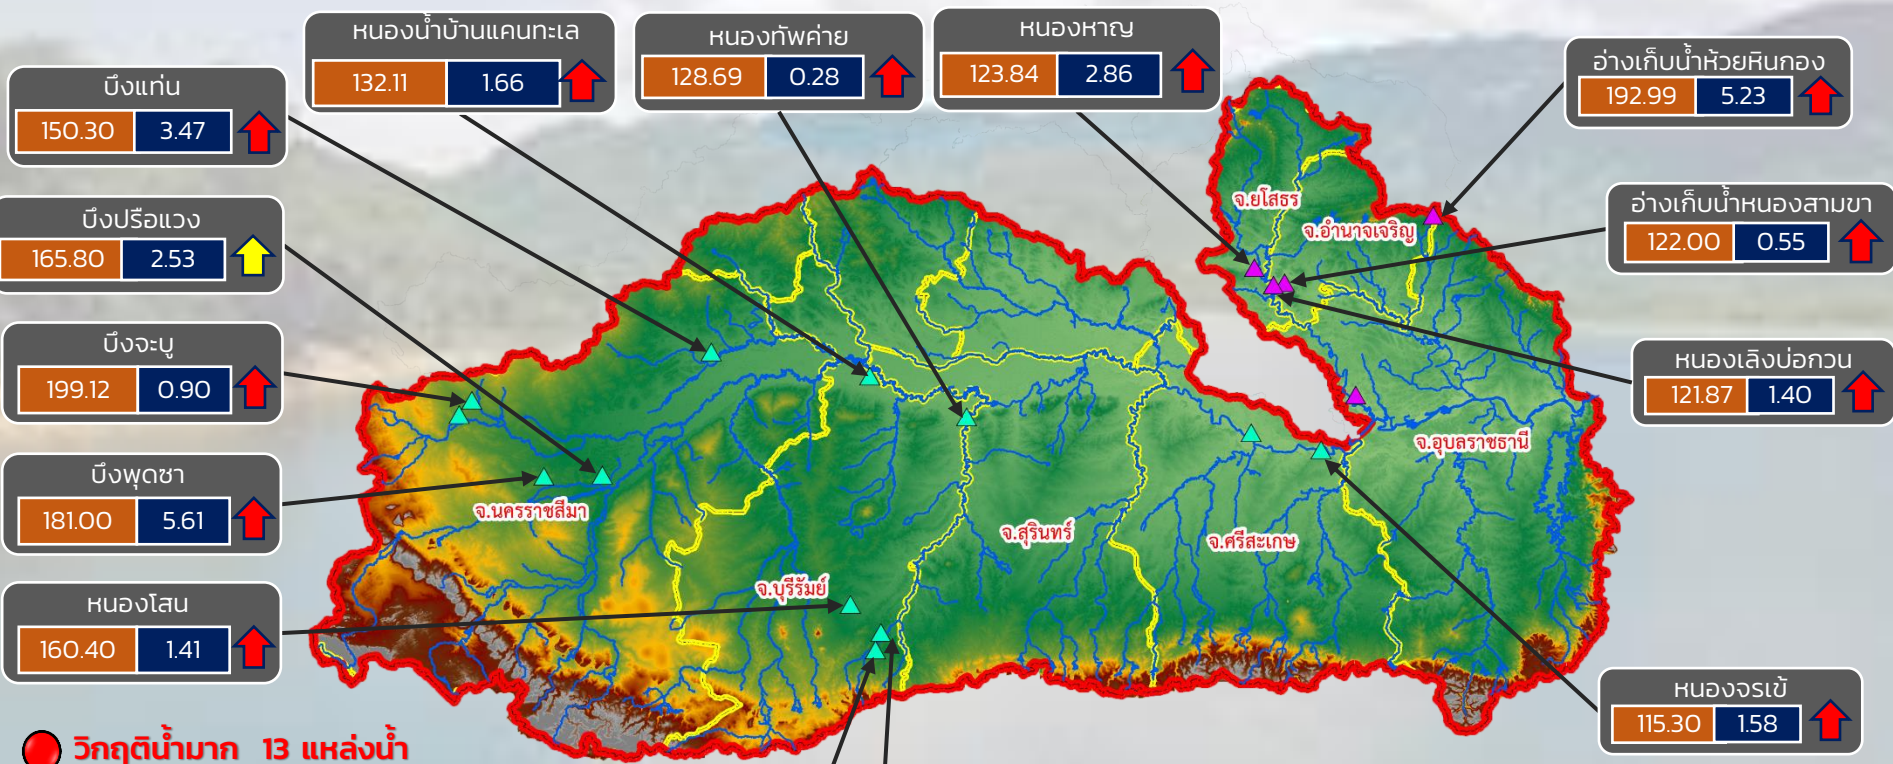 หนองน้ำบ้านแคนทะเล
132.11 1.66
หนองทัพค่าย
128.69 0.28
หนองหาญ
123.84 2.86
อ่างเก็บน้ำห้วยหินกอง
192.99 5.23
บึงแท่น
150.30 3.47
บึงปรือแวง
165.80 2.53
อ่างเก็บน้ำหนองสามขา
122.00 0.55
บึงจะบู
199.12 0.90
หนองเลิงบ่อกวน
121.87 1.40
บึงพุดซา
181.00 5.61
หนองโสน
160.40 1.41
หนองจรเข้
115.30 1.58
จ.ยโสธร
จ.อำนาจเจริญ
จ.อุบลราชธานี
จ.นครราชสีมา
จ.สุรินทร์
จ.ศรีสะเกษ
จ.บุรีรัมย์
วิกฤติน้ำมาก 13 แหล่งน้ำ